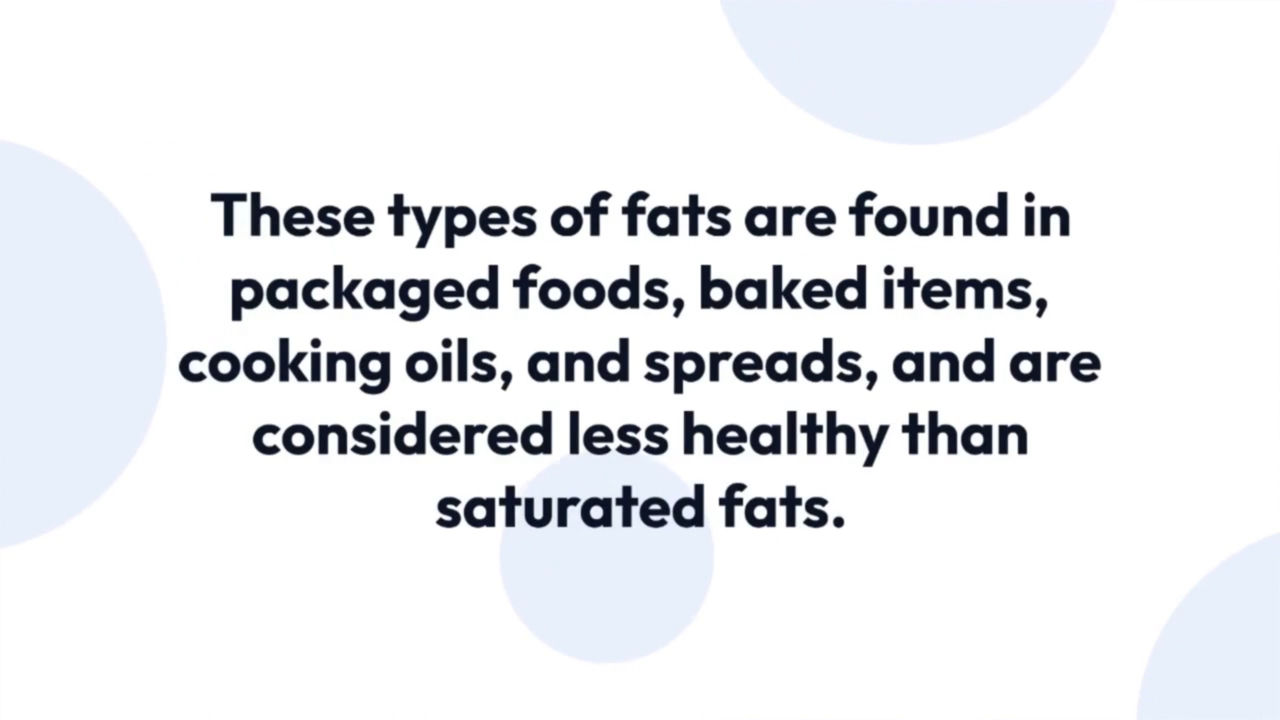 These types of fats are found in
packaged foods, baked items,
cooking oils, and spreads, and are
considered less healthy than
saturated fats.